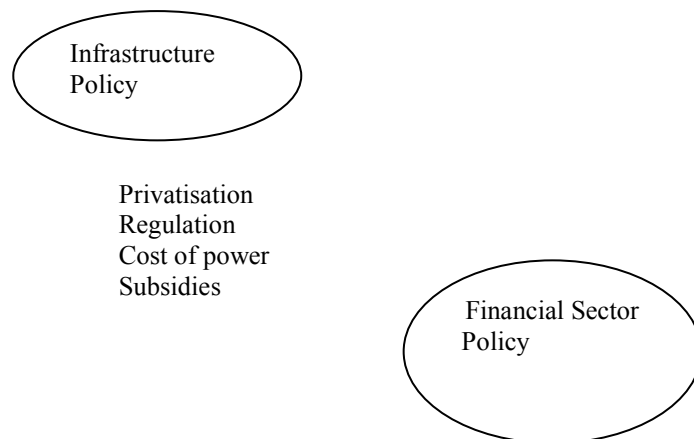 Infrastructure
Policy
Privatisation
Regulation
Cost of power
Subsidies
Financial Sector
Policy